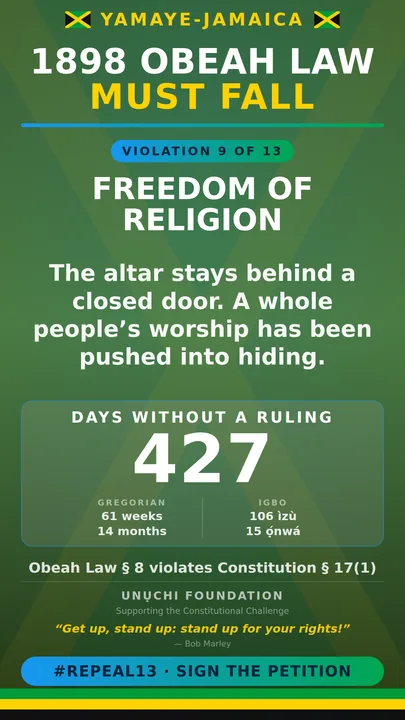 YAMAYE-JAMAICA
1898 OBEAH LAW
MUST FALL
VIOLATION 9 OF 13
FREEDOM OF
RELIGION
The altar stays behind a
closed door. A whole
people’s worship has been
pushed into hiding.
DAYS WITHOUT A RULING
427
GREGORIAN
61 weeks
14 months
IGBO
106 ìzù
15 ọ́nwá
Obeah Law § 8 violates Constitution § 17(1)
UNỤCHI FOUNDATION
Supporting the Constitutional Challenge
“Get up, stand up: stand up for your rights!”
— Bob Marley
#REPEAL13 · SIGN THE PETITION